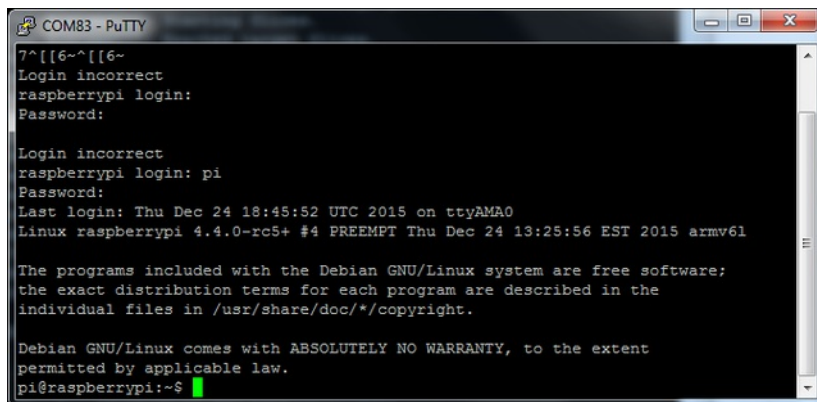 COM83 - PuTTY
7^[[6~^[[6~
Login incorrect
raspberrypi login:
Password:
Login incorrect
raspberrypi login: pi
Password:
Last login: Thu Dec 24 18:45:52 UTC 2015 on ttyAMA0
Linux raspberrypi 4.4.0-rc5+ #4 PREEMPT Thu Dec 24 13:25:56 EST 2015 armv6l
The programs included with the Debian GNU/Linux system are free software;
the exact distribution terms for each program are described in the
individual files in /usr/share/doc/*/copyright.
Debian GNU/Linux comes with ABSOLUTELY NO WARRANTY, to the extent
permitted by applicable law.
pi@raspberrypi:~$